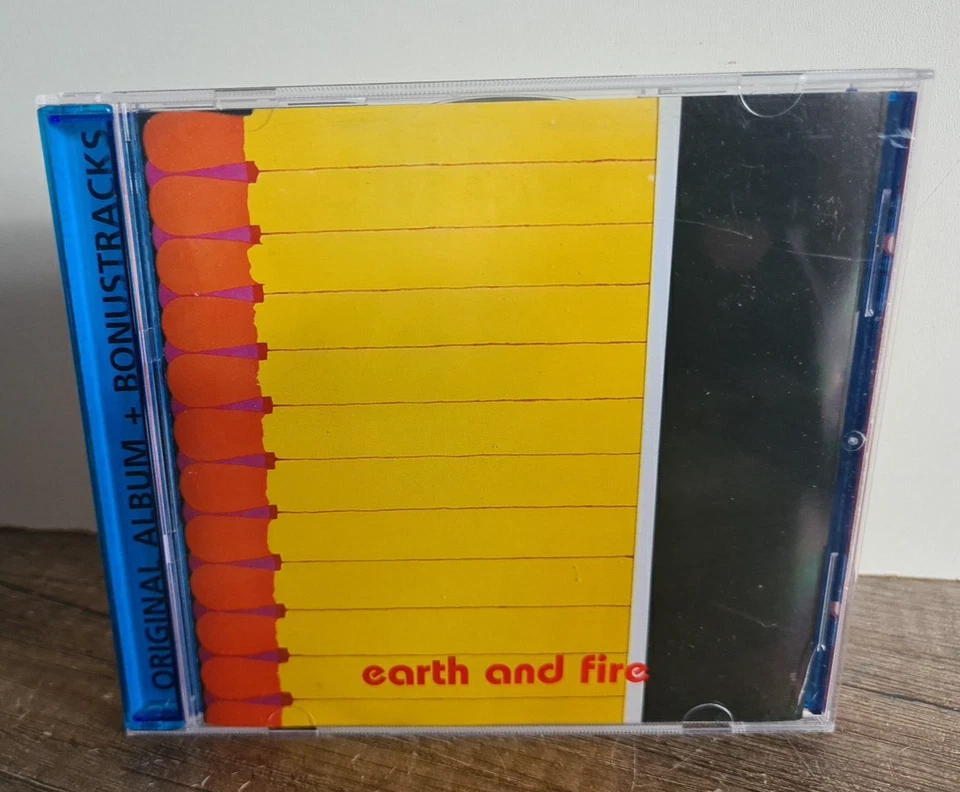 ORIGINAL ALBUM + BONUSTRACKS
earth and fire